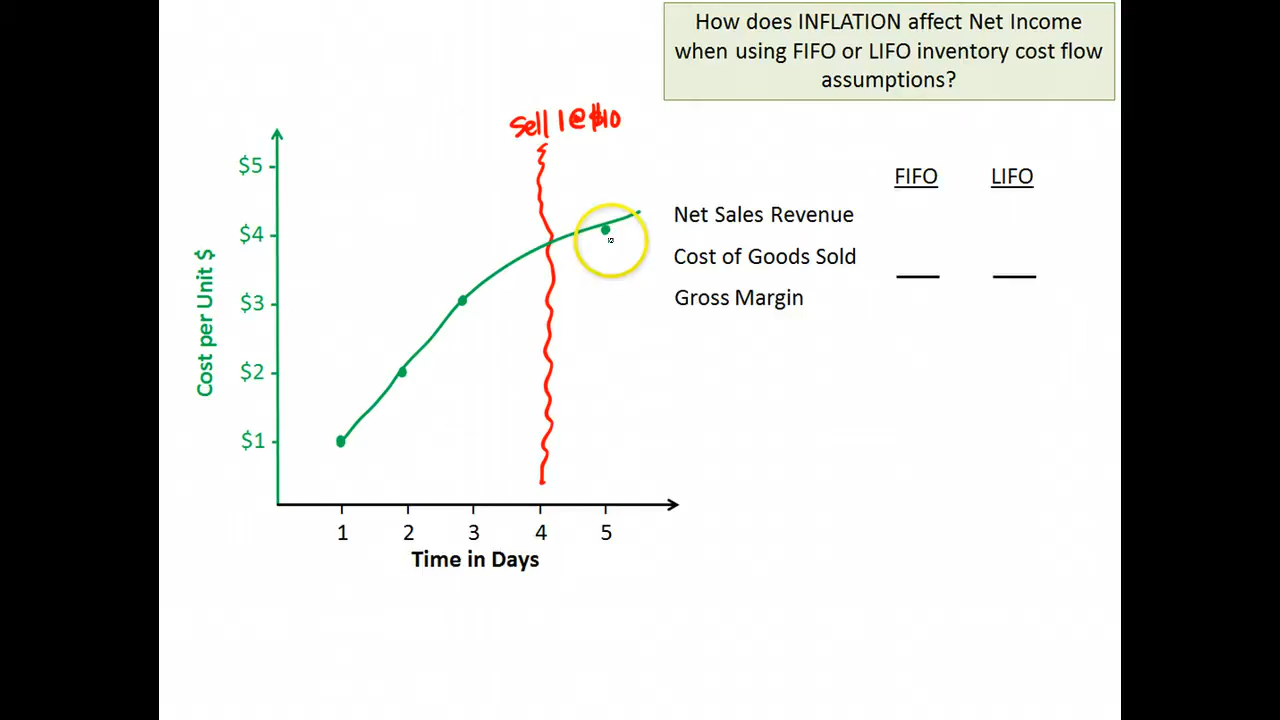 How does INFLATION affect Net Income
when using FIFO or LIFO inventory cost flow
assumptions?
Sell 1 @ $10
$5
$4
$3
$2
$1
Cost per Unit $
1 2 3 4 5
Time in Days
FIFO LIFO
Net Sales Revenue
Cost of Goods Sold
Gross Margin